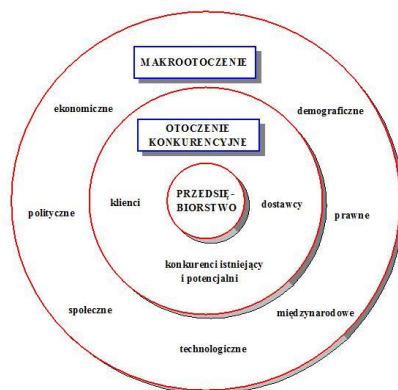 MAKROOTOCZENIE
ekonomiczne
demograficzne
OTOCZENIE
KONKURENCYJNE
klienci
PRZEDSIĘ-
BIORSTWO
dostawcy
polityczne
prawne
konkurenci istniejący
i potencjalni
społeczne
międzynarodowe
technologiczne